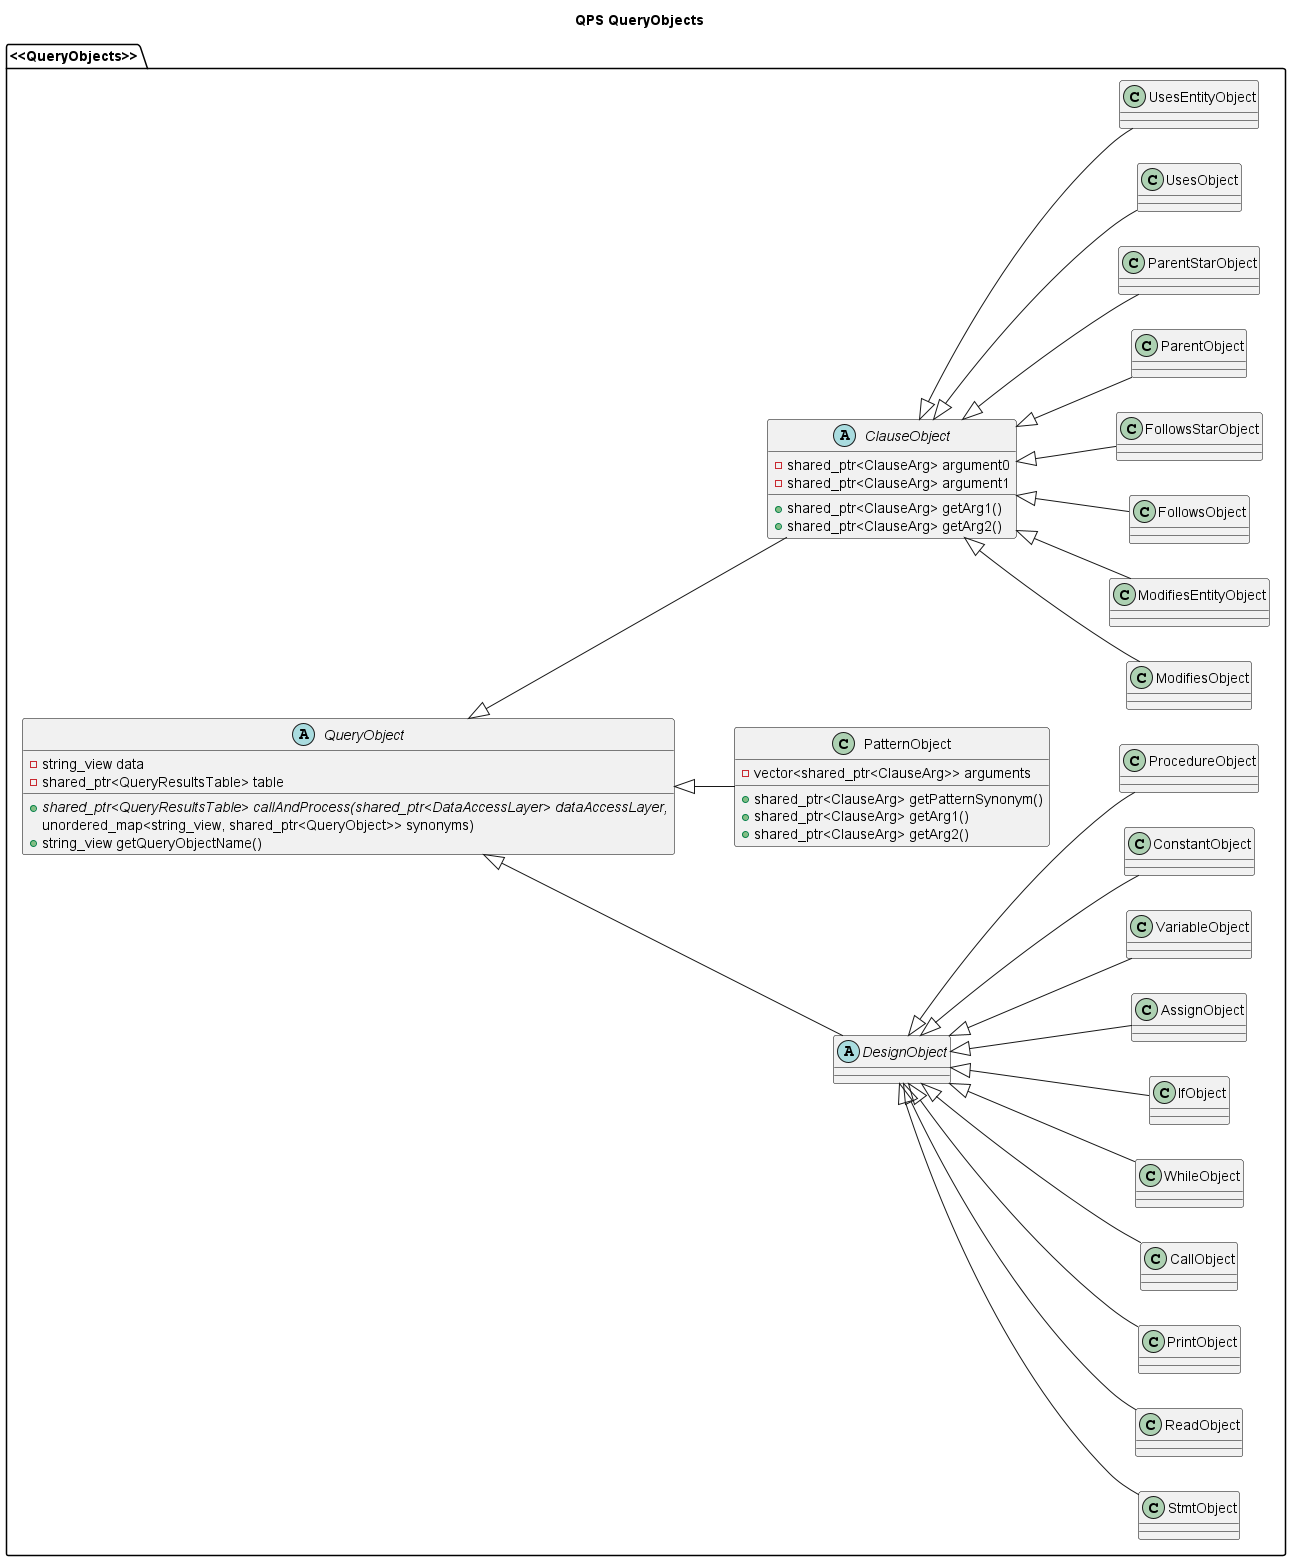 QPS QueryObjects
<<QueryObjects>>
C UsesEntityObject
C UsesObject
C ParentStarObject
C ParentObject
C FollowsStarObject
C FollowsObject
C ModifiesEntityObject
C ModifiesObject
A ClauseObject
shared_ptr<ClauseArg> argument0
shared_ptr<ClauseArg> argument1
shared_ptr<ClauseArg> getArg1()
shared_ptr<ClauseArg> getArg2()
A QueryObject
string_view data
shared_ptr<QueryResultsTable> table
shared_ptr<QueryResultsTable> callAndProcess(shared_ptr<DataAccessLayer> dataAccessLayer,
unordered_map<string_view, shared_ptr<QueryObject>> synonyms)
string_view getQueryObjectName()
C PatternObject
vector<shared_ptr<ClauseArg>> arguments
shared_ptr<ClauseArg> getPatternSynonym()
shared_ptr<ClauseArg> getArg1()
shared_ptr<ClauseArg> getArg2()
A DesignObject
C ProcedureObject
C ConstantObject
C VariableObject
C AssignObject
C IfObject
C WhileObject
C CallObject
C PrintObject
C ReadObject
C StmtObject